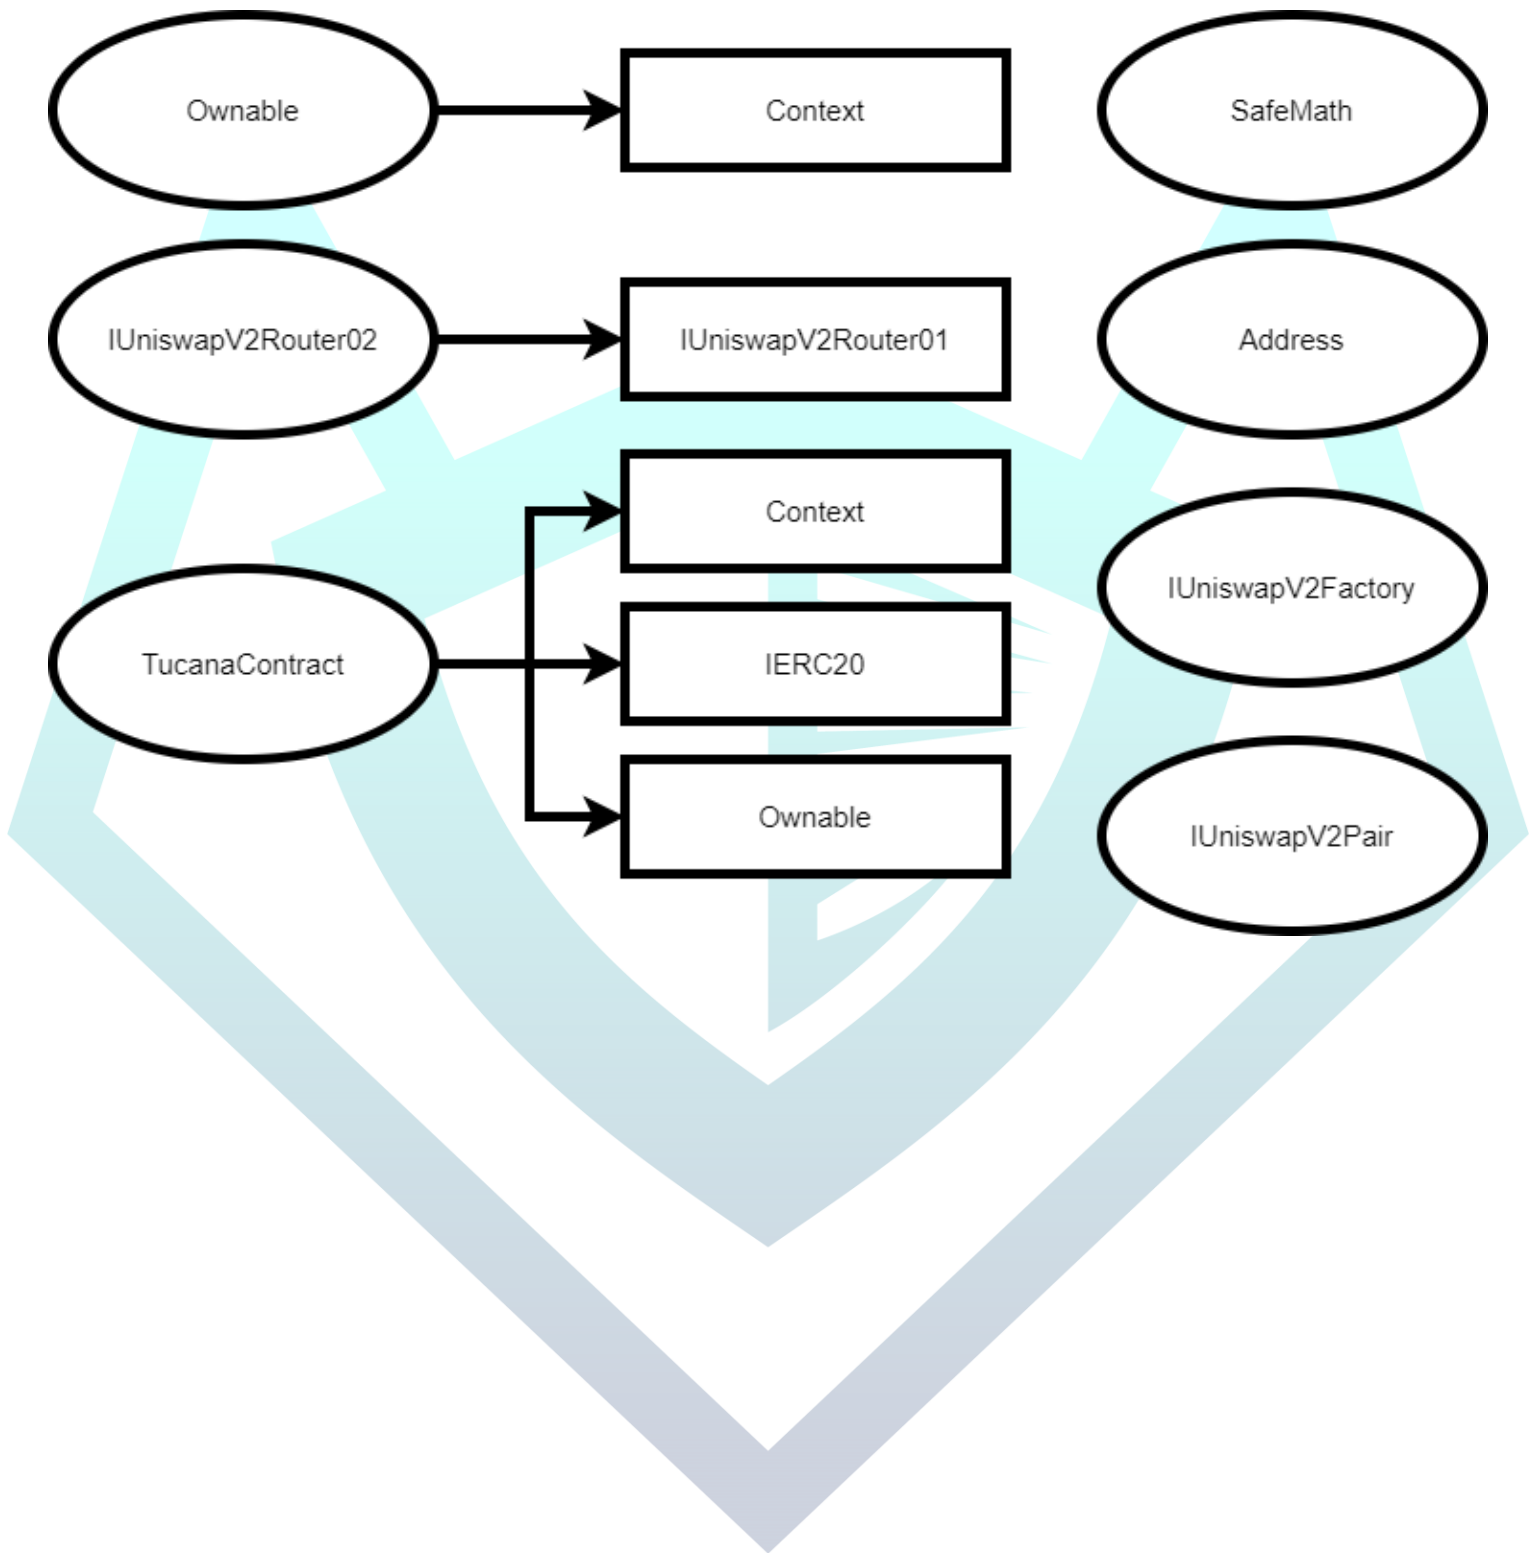 Ownable
Context
SafeMath
IUniswapV2Router02
IUniswapV2Router01
Address
Context
IUniswapV2Factory
TucanaContract
IERC20
Ownable
IUniswapV2Pair